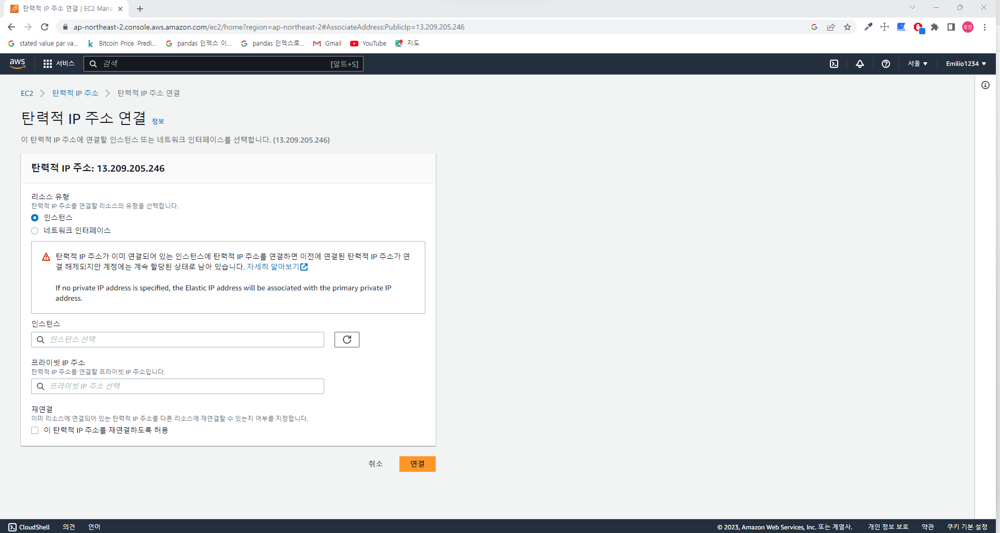 탄력적 IP 주소 연결 | EC2 Mana
ap-northeast-2.console.aws.amazon.com/ec2/home?region=ap-northeast-2#AssociateAddress:PublicIp=13.209.205.246
호찬
stated value par va...
Bitcoin Price. Predi...
pandas 인덱스 이...
pandas 인덱스로...
Gmail
YouTube
지도
aws
서비스
검색
[알트+S]
서울
Emilio1234
EC2
탄력적 IP 주소
탄력적 IP 주소 연결
탄력적 IP 주소 연결 정보
이 탄력적 IP 주소에 연결할 인스턴스 또는 네트워크 인터페이스를 선택합니다. (13.209.205.246)
탄력적 IP 주소: 13.209.205.246
리소스 유형
탄력적 IP 주소를 연결할 리소스의 유형을 선택합니다.
인스턴스
네트워크 인터페이스
탄력적 IP 주소가 이미 연결되어 있는 인스턴스에 탄력적 IP 주소를 연결하면 이전에 연결된 탄력적 IP 주소가 연
결 해제되지만 계정에는 계속 할당된 상태로 남아 있습니다. 자세히 알아보기
If no private IP address is specified, the Elastic IP address will be associated with the primary private IP
address.
인스턴스
인스턴스 선택
프라이빗 IP 주소
탄력적 IP 주소를 연결할 프라이빗 IP 주소입니다.
프라이빗 IP 주소 선택
재연결
이미 리소스에 연결되어 있는 탄력적 IP 주소를 다른 리소스에 재연결할 수 있는지 여부를 지정합니다.
이 탄력적 IP 주소를 재연결하도록 허용
취소
연결
CloudShell
의견
언어
© 2023, Amazon Web Services, Inc. 또는 계열사.
개인 정보 보호
약관
쿠키 기본 설정